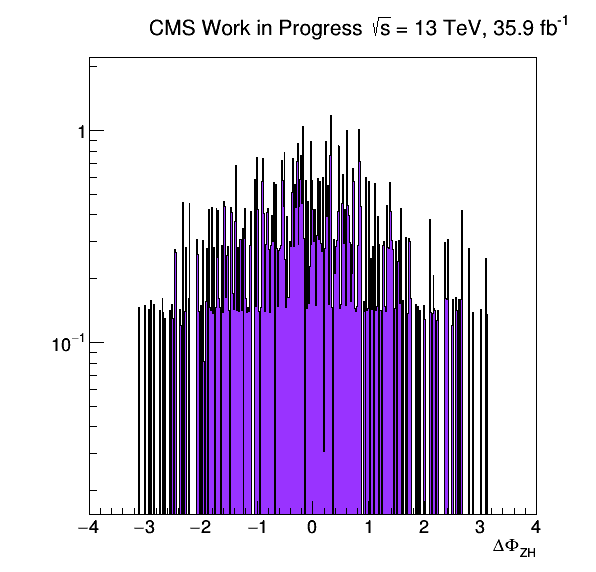 CMS Work in Progress √s = 13 TeV, 35.9 fb⁻¹
1
10⁻¹
−4 −3 −2 −1 0 1 2 3 4
ΔΦ_ZH